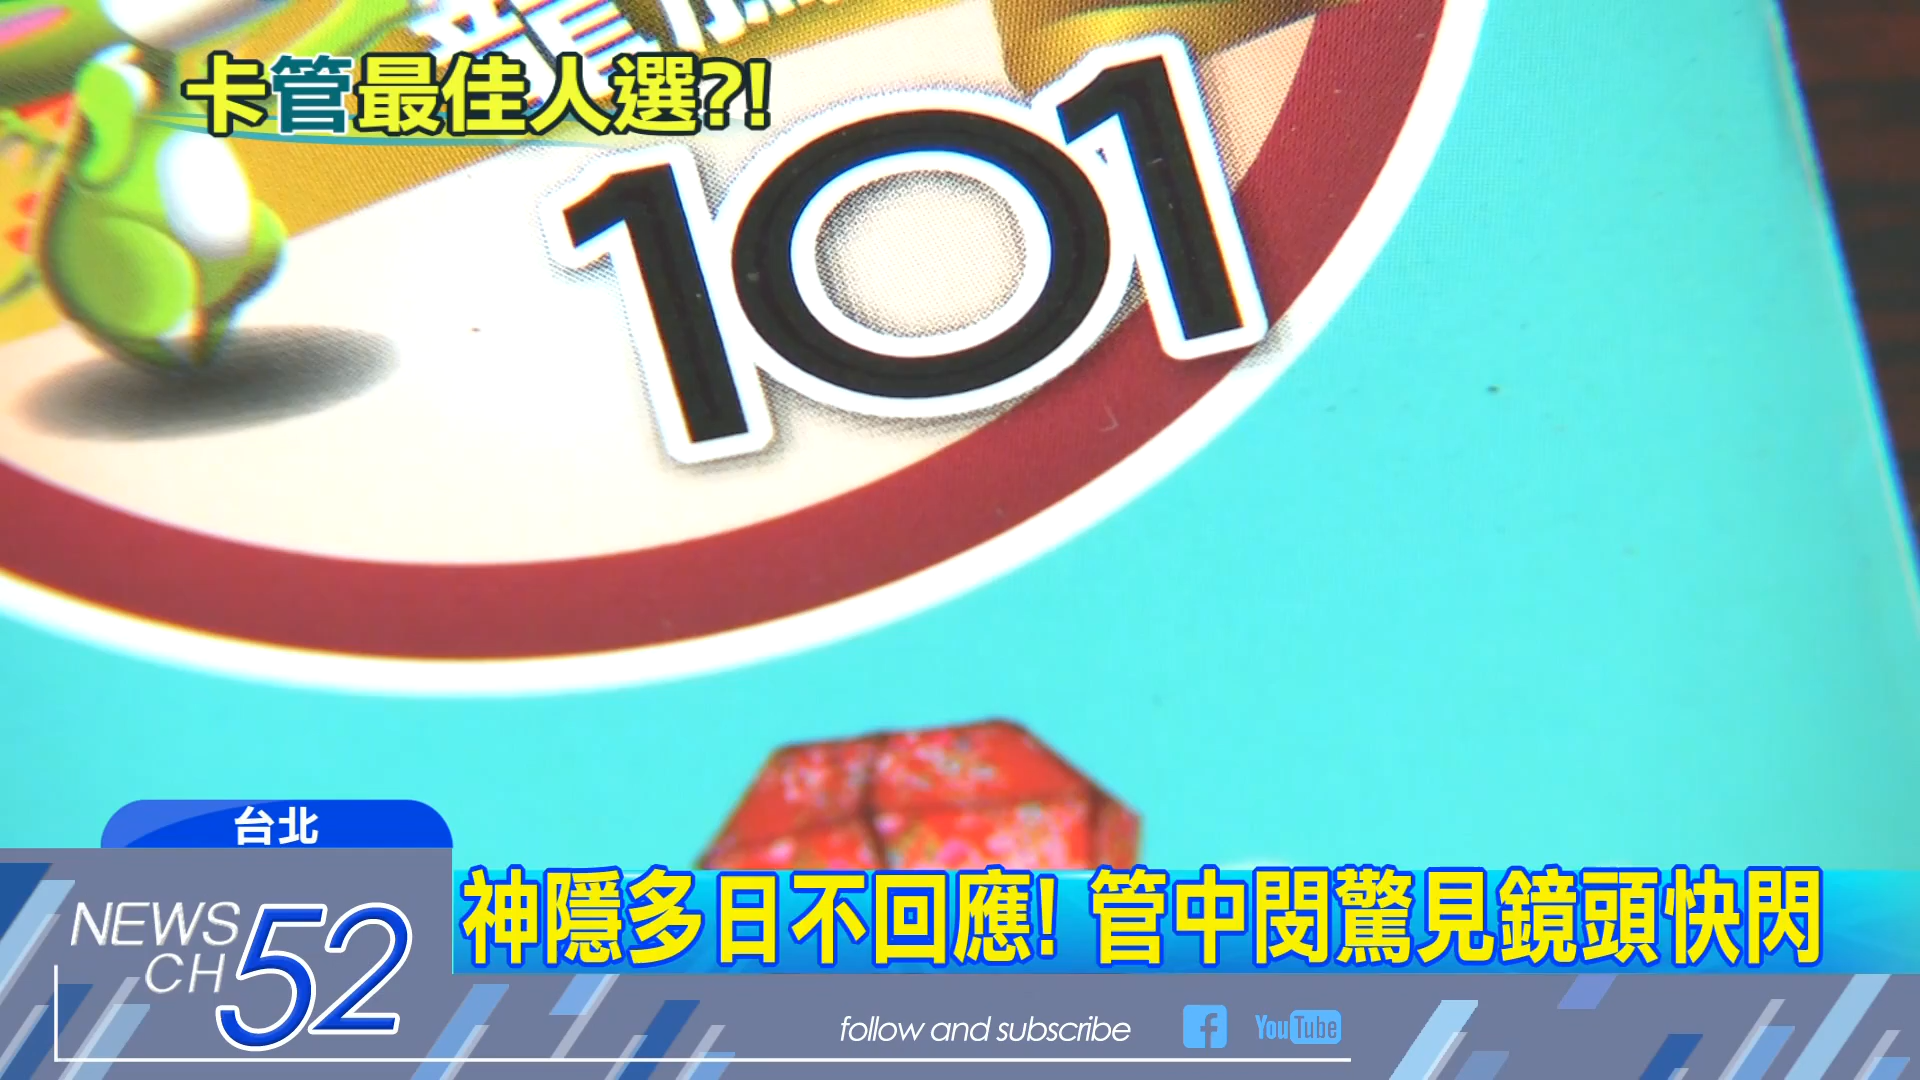 卡管最佳人選?!
101
台北
神隱多日不回應! 管中閔驚見鏡頭快閃
NEWS
CH 52
follow and subscribe
YouTube